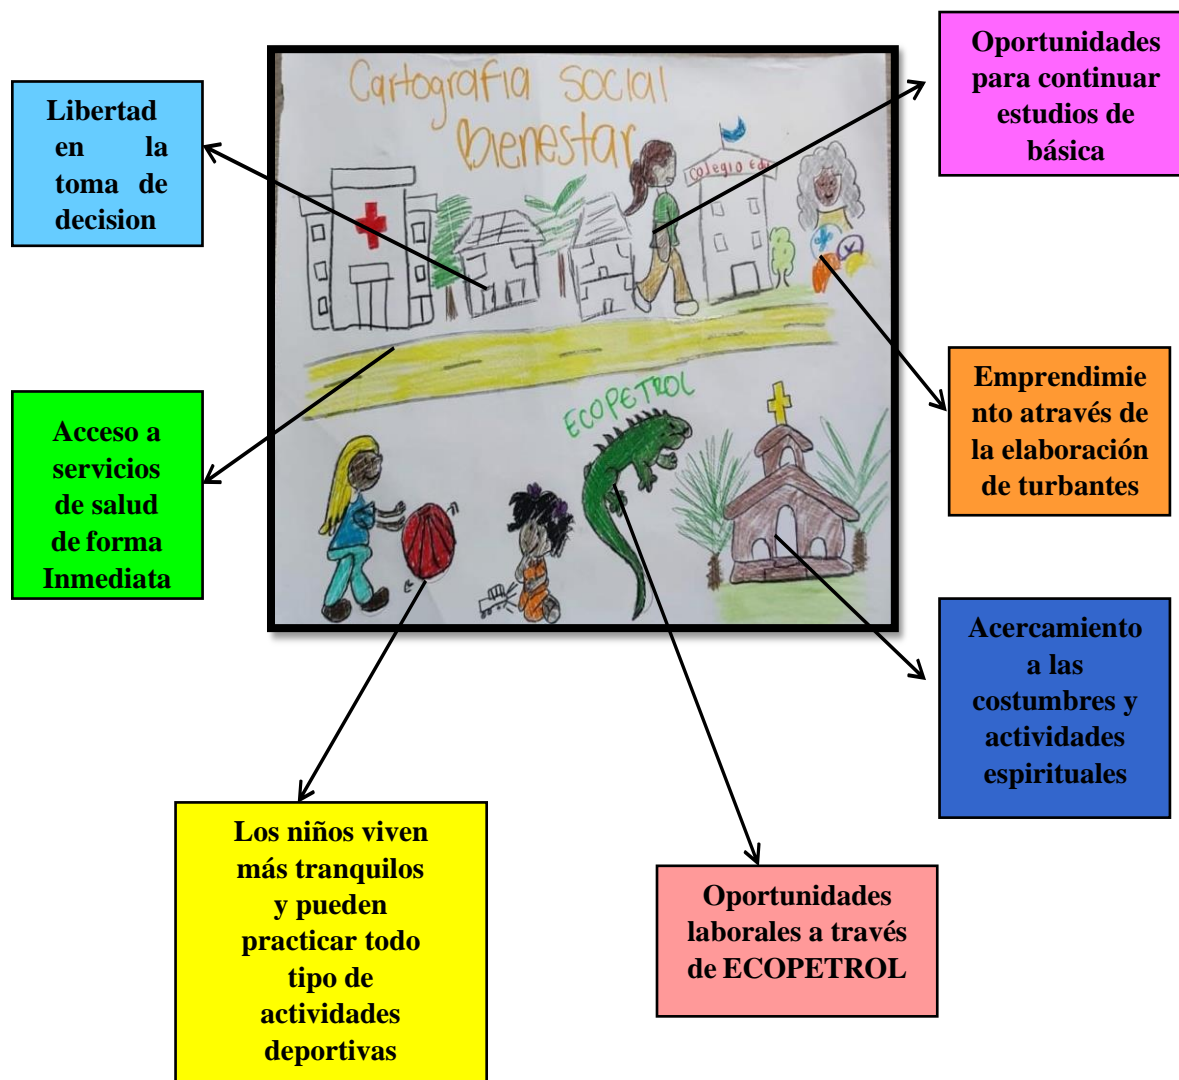 Oportunidades
para continuar
estudios de
básica
Libertad
en la
toma de
decision
Cartografia social
Bienestar
Colegio Edu
ECOPETROL
Acceso a
servicios
de salud
de forma
Inmediata
Emprendimie
nto através de
la elaboración
de turbantes
Acercamiento
a las
costumbres y
actividades
espirituales
Los niños viven
más tranquilos
y pueden
practicar todo
tipo de
actividades
deportivas
Oportunidades
laborales a través
de ECOPETROL